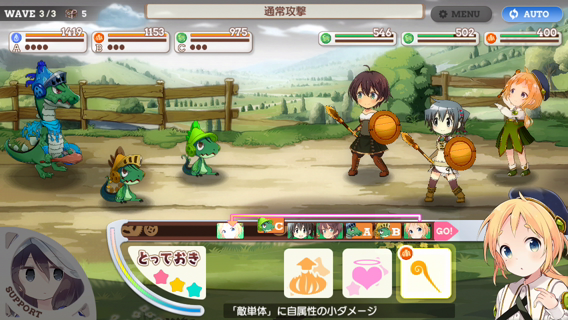 WAVE 3/3 5
通常攻撃
MENU
AUTO
1419
A
1153
B
975
C
546
502
400
C
A
B
GO!
とっておき
SUPPORT
「敵単体」に自属性の小ダメージ